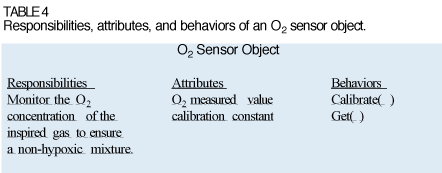 TABLE 4
Responsibilities, attributes, and behaviors of an O₂ sensor object.
O₂ Sensor Object
Responsibilities Attributes Behaviors
Monitor the O₂ O₂ measured value Calibrate( )
concentration of the calibration constant Get( )
inspired gas to ensure
a non-hypoxic mixture.